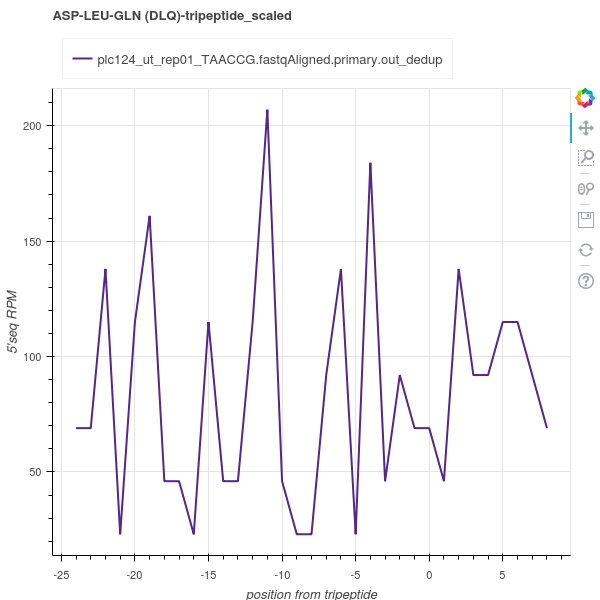 ASP-LEU-GLN (DLQ)-tripeptide_scaled
plc124_ut_rep01_TAACCG.fastqAligned.primary.out_dedup
200
150
100
50
5'seq RPM
-25 -20 -15 -10 -5 0 5
position from tripeptide